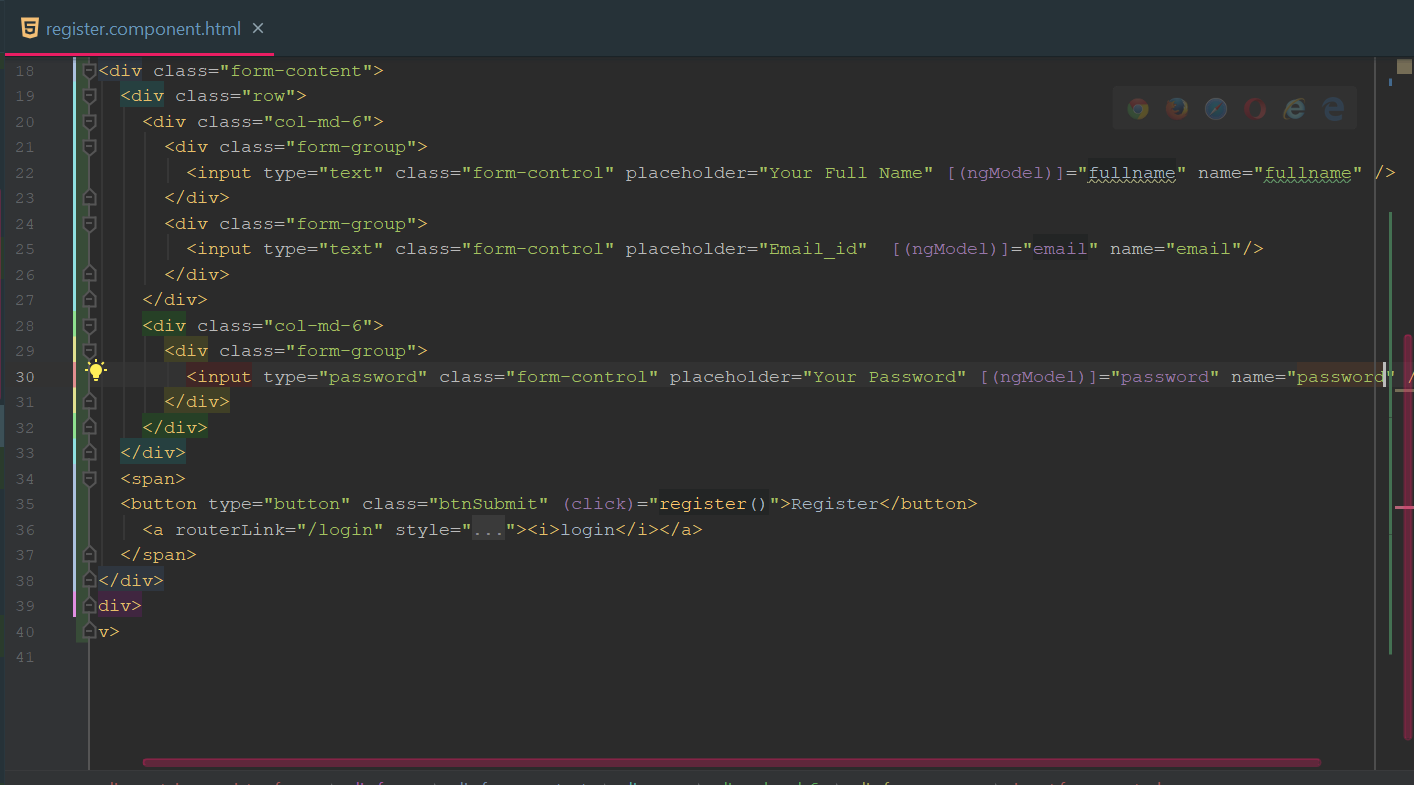 register.component.html
18 <div class="form-content">
19 <div class="row">
20 <div class="col-md-6">
21 <div class="form-group">
22 <input type="text" class="form-control" placeholder="Your Full Name" [(ngModel)]="fullname" name="fullname" />
23 </div>
24 <div class="form-group">
25 <input type="text" class="form-control" placeholder="Email_id"  [(ngModel)]="email" name="email"/>
26 </div>
27 </div>
28 <div class="col-md-6">
29 <div class="form-group">
30 <input type="password" class="form-control" placeholder="Your Password" [(ngModel)]="password" name="password" /
31 </div>
32 </div>
33 </div>
34 <span>
35 <button type="button" class="btnSubmit" (click)="register()">Register</button>
36 <a routerLink="/login" style="..."><i>login</i></a>
37 </span>
38 </div>
39 div>
40 v>
41